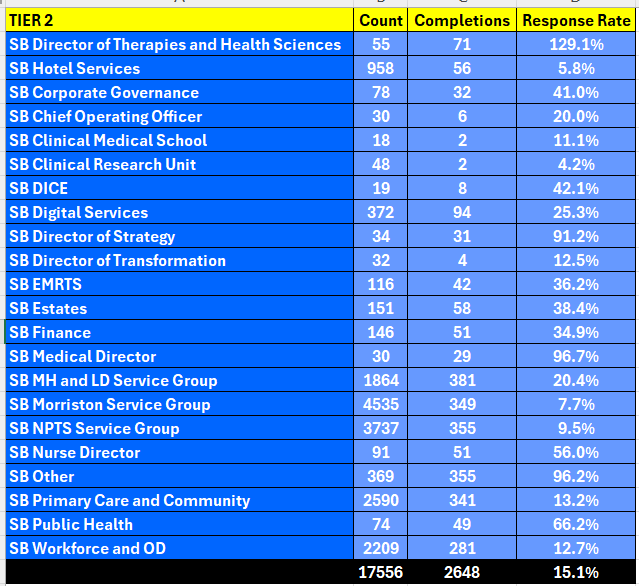 TIER 2 Count Completions Response Rate
SB Director of Therapies and Health Sciences 55 71 129.1%
SB Hotel Services 958 56 5.8%
SB Corporate Governance 78 32 41.0%
SB Chief Operating Officer 30 6 20.0%
SB Clinical Medical School 18 2 11.1%
SB Clinical Research Unit 48 2 4.2%
SB DICE 19 8 42.1%
SB Digital Services 372 94 25.3%
SB Director of Strategy 34 31 91.2%
SB Director of Transformation 32 4 12.5%
SB EMRTS 116 42 36.2%
SB Estates 151 58 38.4%
SB Finance 146 51 34.9%
SB Medical Director 30 29 96.7%
SB MH and LD Service Group 1864 381 20.4%
SB Morriston Service Group 4535 349 7.7%
SB NPTS Service Group 3737 355 9.5%
SB Nurse Director 91 51 56.0%
SB Other 369 355 96.2%
SB Primary Care and Community 2590 341 13.2%
SB Public Health 74 49 66.2%
SB Workforce and OD 2209 281 12.7%
17556 2648 15.1%